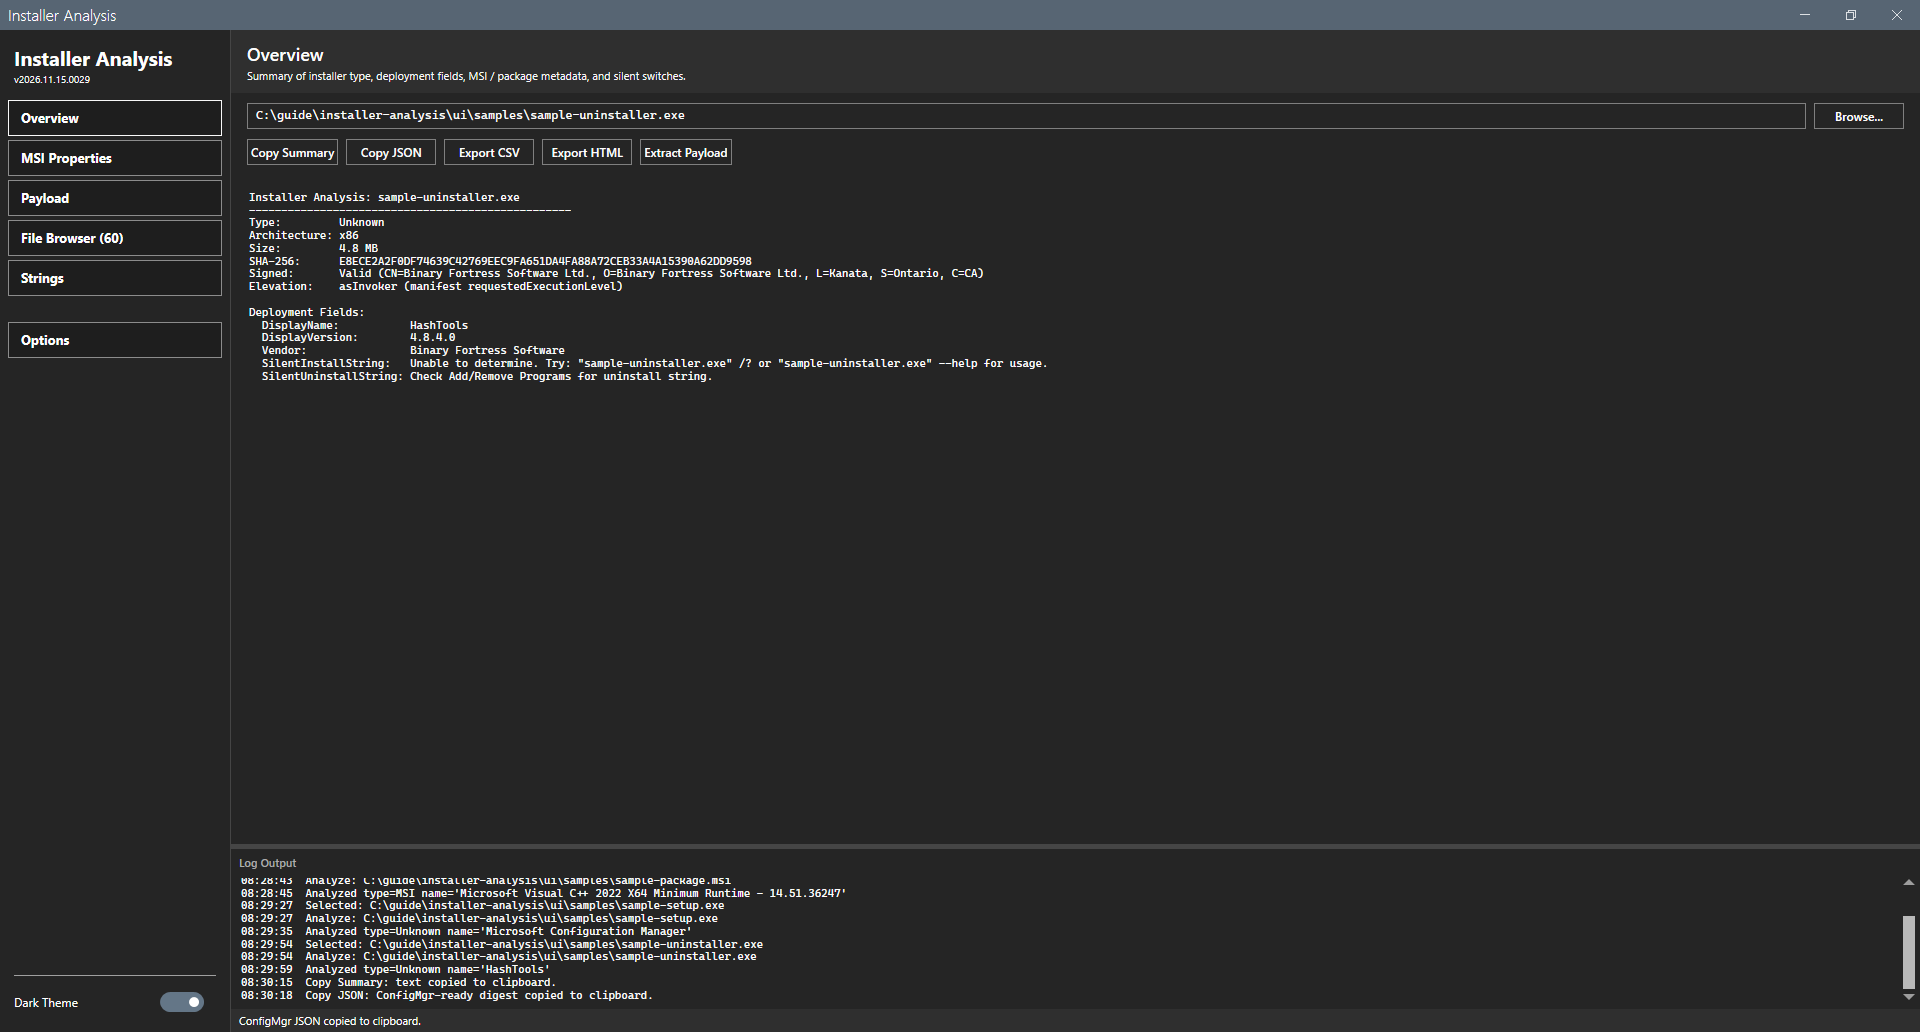 Installer Analysis
Installer Analysis
v2026.11.15.0029
Overview
MSI Properties
Payload
File Browser (60)
Strings
Options
Dark Theme
Overview
Summary of installer type, deployment fields, MSI / package metadata, and silent switches.
C:\guide\installer-analysis\ui\samples\sample-uninstaller.exe
Browse...
Copy Summary
Copy JSON
Export CSV
Export HTML
Extract Payload
Installer Analysis: sample-uninstaller.exe
--------------------------------------------------
Type: Unknown
Architecture: x86
Size: 4.8 MB
SHA-256: E8ECE2A2F0DF74639C42769EEC9FA651DA4FA88A72CEB33A4A15390A62DD9598
Signed: Valid (CN=Binary Fortress Software Ltd., O=Binary Fortress Software Ltd., L=Kanata, S=Ontario, C=CA)
Elevation: asInvoker (manifest requestedExecutionLevel)
Deployment Fields:
DisplayName: HashTools
DisplayVersion: 4.8.4.0
Vendor: Binary Fortress Software
SilentInstallString: Unable to determine. Try: "sample-uninstaller.exe" /? or "sample-uninstaller.exe" --help for usage.
SilentUninstallString: Check Add/Remove Programs for uninstall string.
Log Output
08:28:43 Analyze: C:\guide\installer-analysis\ui\samples\sample-package.msi
08:28:45 Analyzed type=MSI name='Microsoft Visual C++ 2022 X64 Minimum Runtime - 14.51.36247'
08:29:27 Selected: C:\guide\installer-analysis\ui\samples\sample-setup.exe
08:29:27 Analyze: C:\guide\installer-analysis\ui\samples\sample-setup.exe
08:29:35 Analyzed type=Unknown name='Microsoft Configuration Manager'
08:29:54 Selected: C:\guide\installer-analysis\ui\samples\sample-uninstaller.exe
08:29:54 Analyze: C:\guide\installer-analysis\ui\samples\sample-uninstaller.exe
08:29:59 Analyzed type=Unknown name='HashTools'
08:30:15 Copy Summary: text copied to clipboard.
08:30:18 Copy JSON: ConfigMgr-ready digest copied to clipboard.
ConfigMgr JSON copied to clipboard.